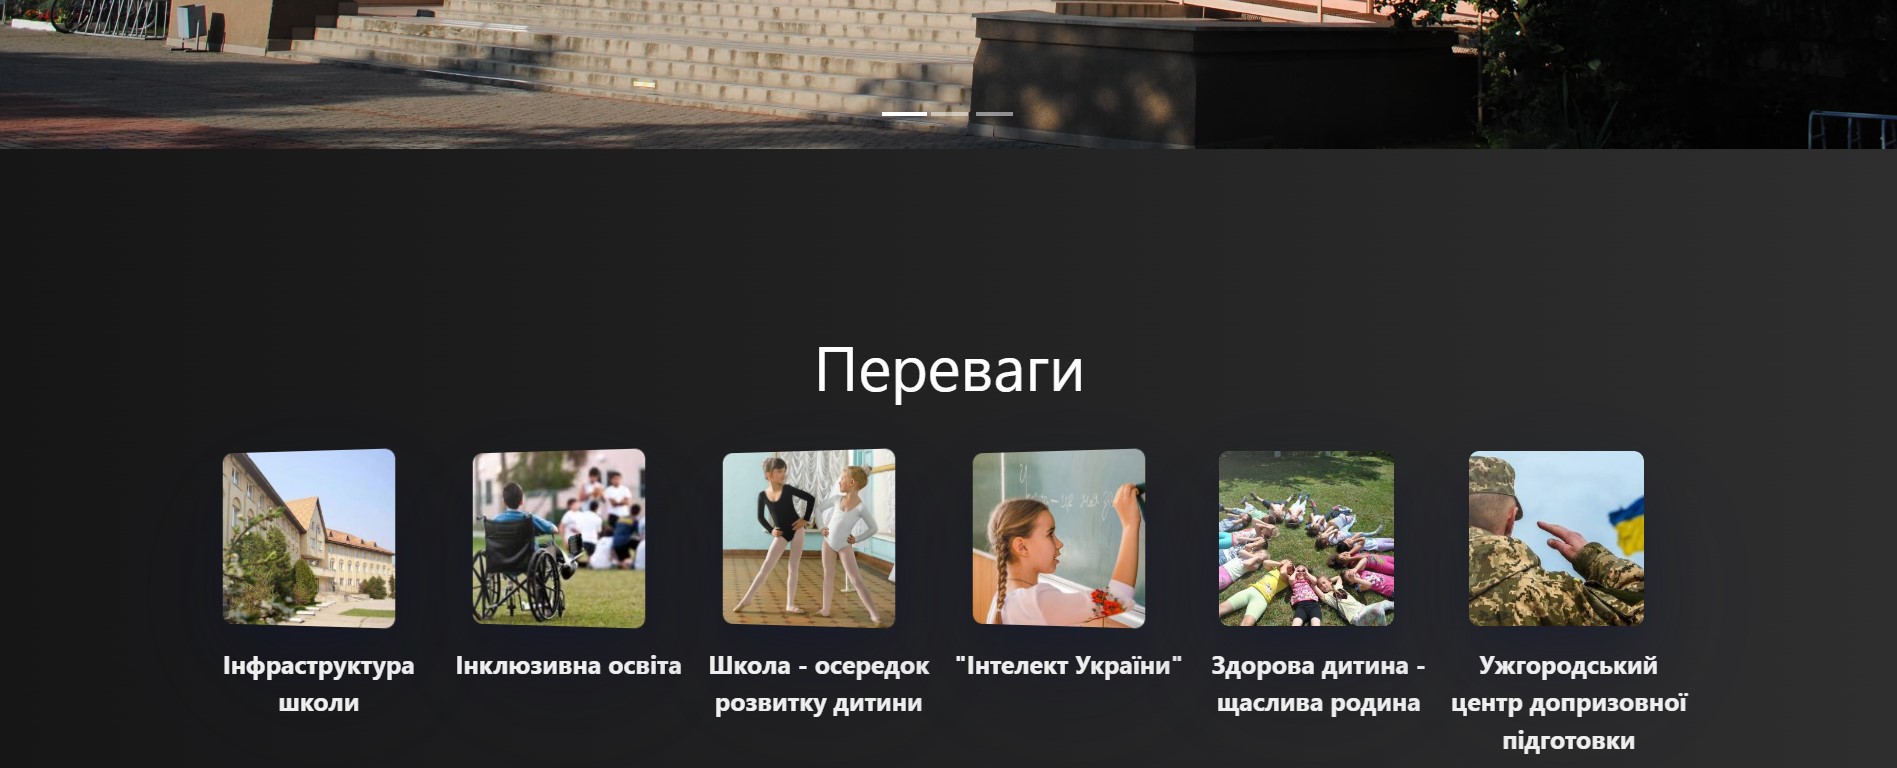 Переваги
Інфраструктура
школи
Інклюзивна освіта
Школа - осередок
розвитку дитини
"Інтелект України"
Здорова дитина -
щаслива родина
Ужгородський
центр допризовної
підготовки